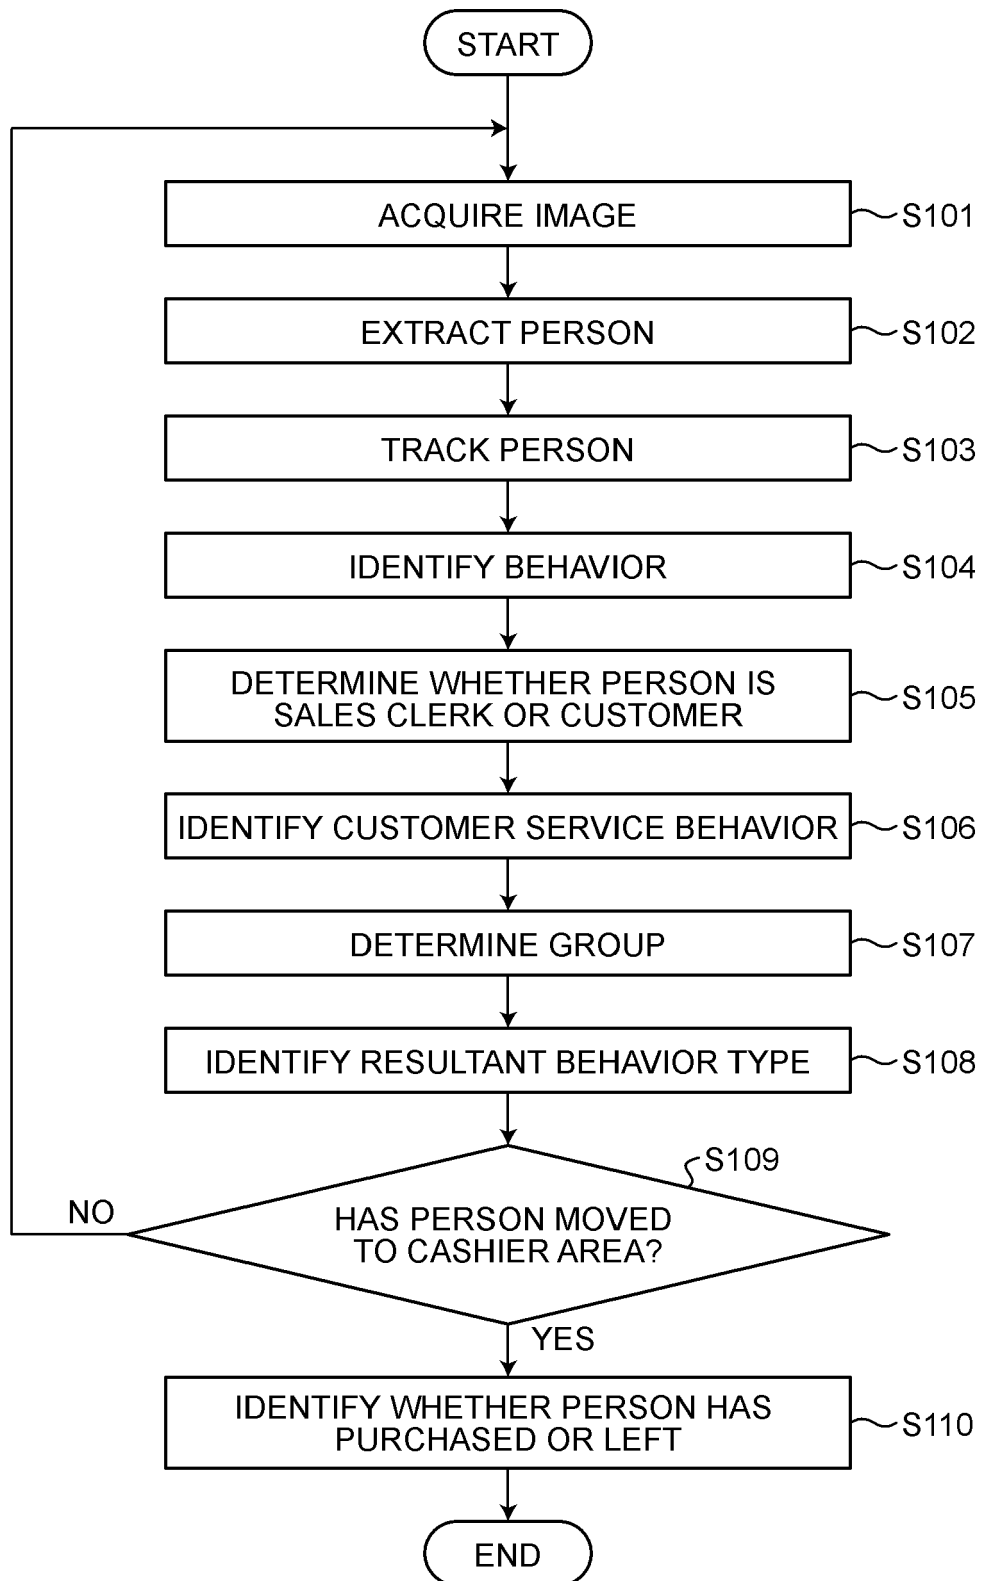 START
ACQUIRE IMAGE
S101
EXTRACT PERSON
S102
TRACK PERSON
S103
IDENTIFY BEHAVIOR
S104
DETERMINE WHETHER PERSON IS
SALES CLERK OR CUSTOMER
S105
IDENTIFY CUSTOMER SERVICE BEHAVIOR
S106
DETERMINE GROUP
S107
IDENTIFY RESULTANT BEHAVIOR TYPE
S108
S109
NO
HAS PERSON MOVED
TO CASHIER AREA?
YES
IDENTIFY WHETHER PERSON HAS
PURCHASED OR LEFT
S110
END